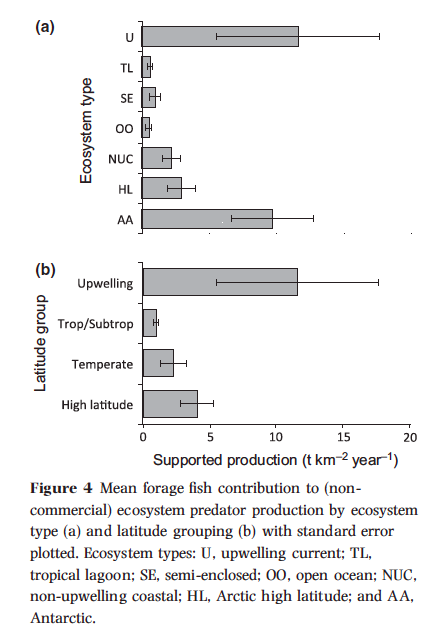 (a)
Ecosystem type
U
TL
SE
OO
NUC
HL
AA
(b)
Latitude group
Upwelling
Trop/Subtrop
Temperate
High latitude
0 5 10 15 20
Supported production (t km⁻² year⁻¹)
Figure 4 Mean forage fish contribution to (non-
commercial) ecosystem predator production by ecosystem
type (a) and latitude grouping (b) with standard error
plotted. Ecosystem types: U, upwelling current; TL,
tropical lagoon; SE, semi-enclosed; OO, open ocean; NUC,
non-upwelling coastal; HL, Arctic high latitude; and AA,
Antarctic.